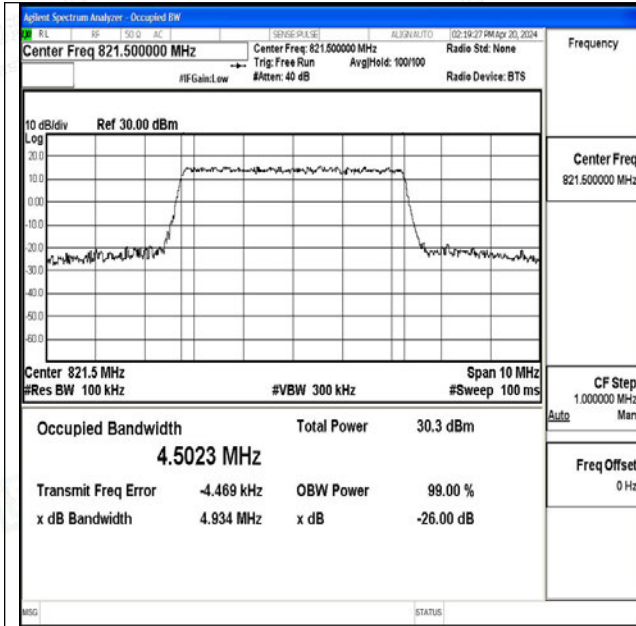 Agilent Spectrum Analyzer - Occupied BW
RL RF 50 Ω AC SENSE:PULSE ALIGNAUTO 02:19:27 PM Apr 20, 2024
Center Freq 821.500000 MHz
Center Freq: 821.500000 MHz
Radio Std: None
Trig: Free Run Avg|Hold: 100/100
#IFGain:Low
#Atten: 40 dB
Radio Device: BTS
10 dB/div Ref 30.00 dBm
Log
20.0
10.0
0.00
-10.0
-20.0
-30.0
-40.0
-50.0
-60.0
Center 821.5 MHz Span 10 MHz
#Res BW 100 kHz #VBW 300 kHz #Sweep 100 ms
Occupied Bandwidth Total Power 30.3 dBm
4.5023 MHz
Transmit Freq Error -4.469 kHz OBW Power 99.00 %
x dB Bandwidth 4.934 MHz x dB -26.00 dB
MSG STATUS
Frequency
Center Freq
821.500000 MHz
CF Step
1.000000 MHz
Auto Man
Freq Offset
0 Hz